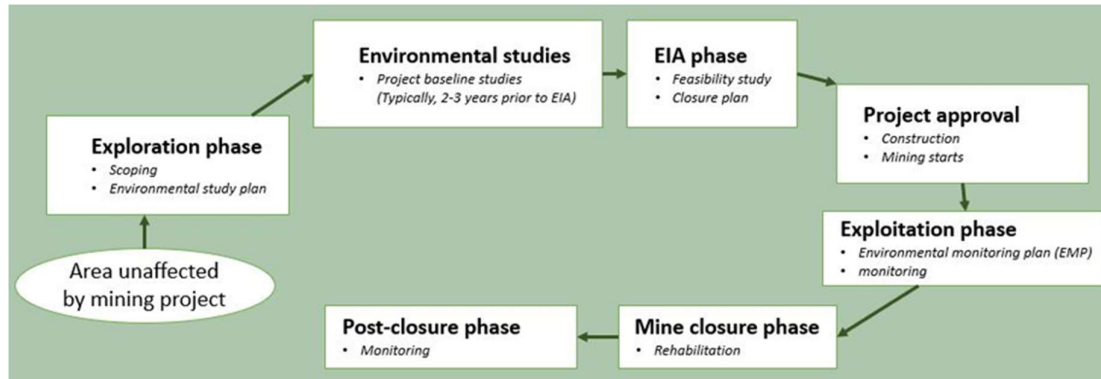 Environmental studies
• Project baseline studies
(Typically, 2-3 years prior to EIA)
EIA phase
• Feasibility study
• Closure plan
Project approval
• Construction
• Mining starts
Exploration phase
• Scoping
• Environmental study plan
Exploitation phase
• Environmental monitoring plan (EMP)
• monitoring
Area unaffected
by mining project
Post-closure phase
• Monitoring
Mine closure phase
• Rehabilitation